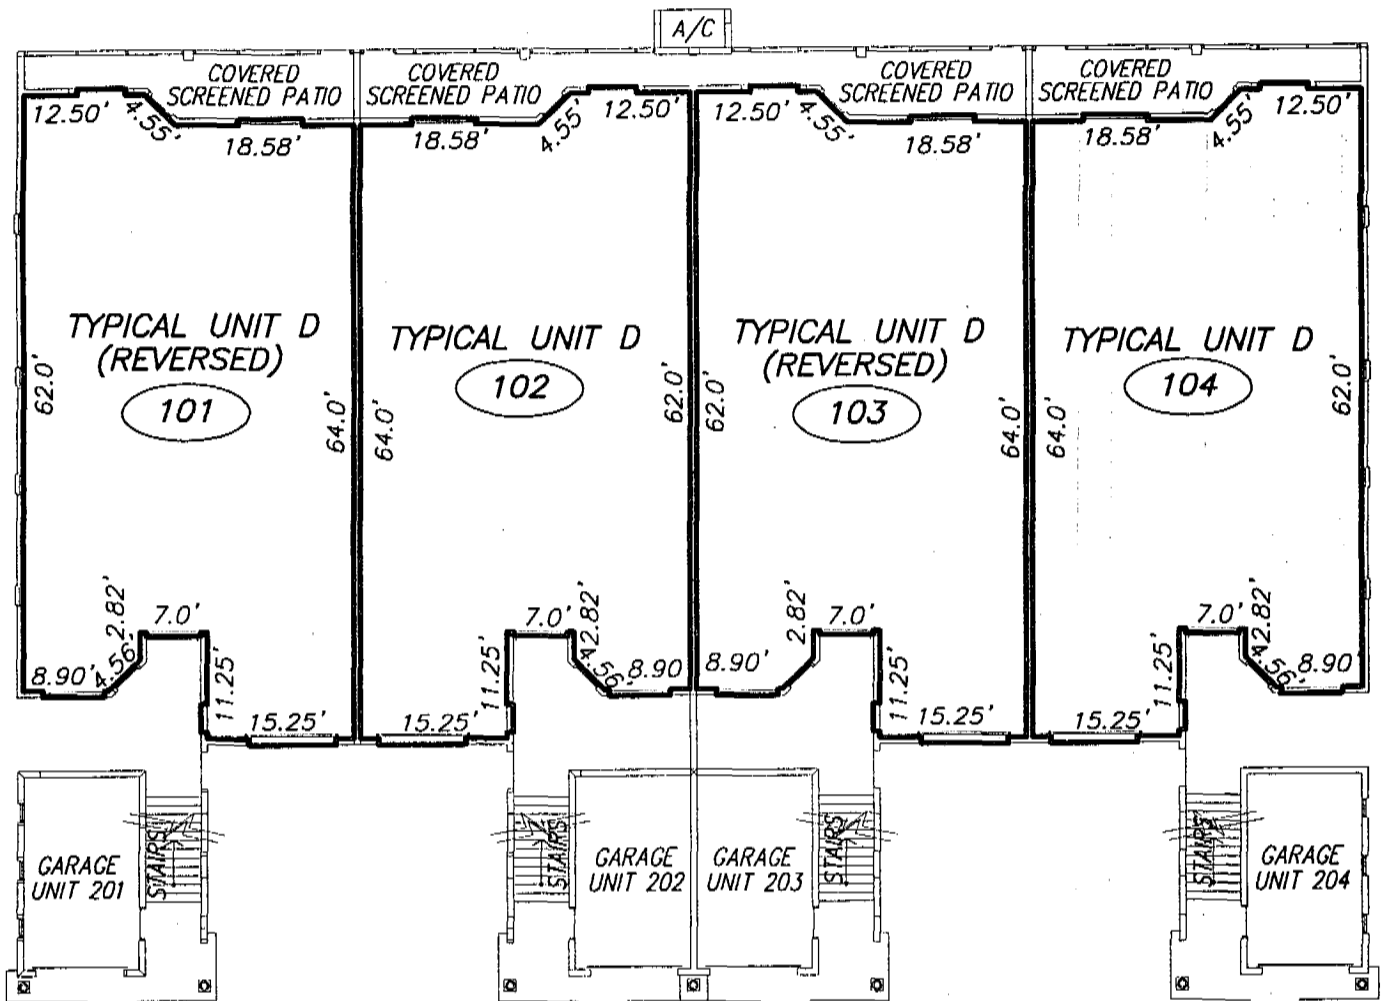 A/C
COVERED
SCREENED PATIO
COVERED
SCREENED PATIO
COVERED
SCREENED PATIO
COVERED
SCREENED PATIO
12.50'
4.55'
18.58'
18.58'
4.55'
12.50'
12.50'
4.55'
18.58'
18.58'
4.55'
12.50'
TYPICAL UNIT D
(REVERSED)
101
62.0'
64.0'
TYPICAL UNIT D
102
64.0'
62.0'
TYPICAL UNIT D
(REVERSED)
103
62.0'
64.0'
TYPICAL UNIT D
104
64.0'
62.0'
8.90'
4.56'
2.82'
7.0'
11.25'
15.25'
15.25'
11.25'
7.0'
2.82'
4.56'
8.90
8.90'
2.82'
7.0'
11.25'
15.25'
15.25'
11.25'
7.0'
2.82'
4.56'
8.90'
GARAGE
UNIT 201
STAIRS
STAIRS
GARAGE
UNIT 202
GARAGE
UNIT 203
STAIRS
STAIRS
GARAGE
UNIT 204